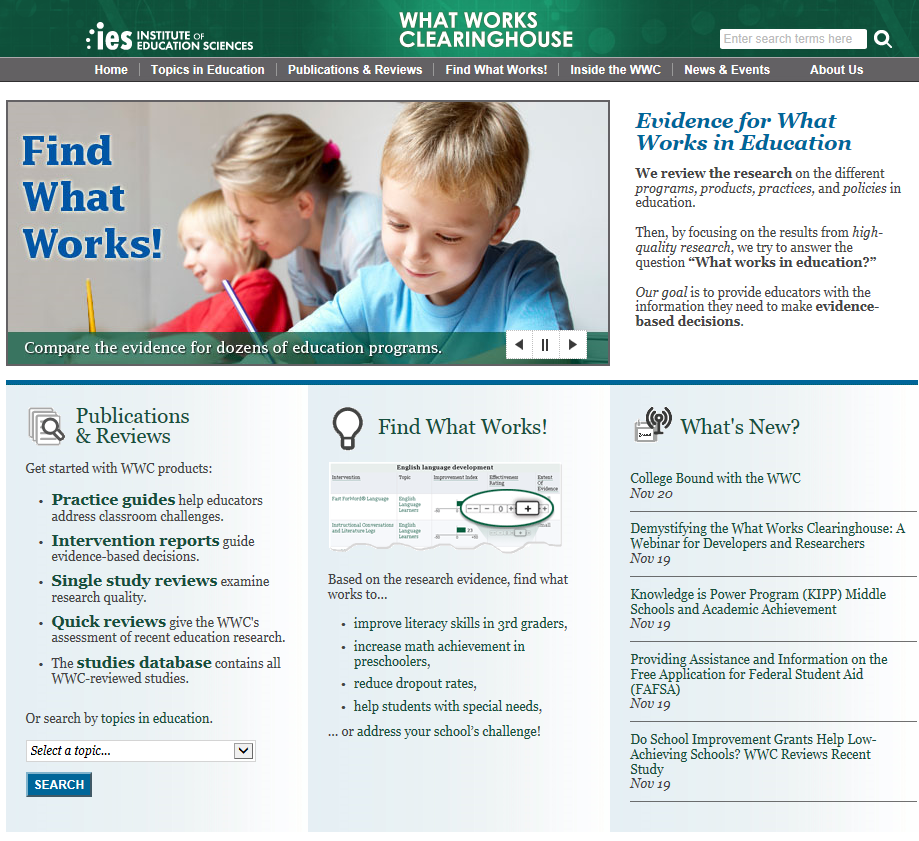 ies INSTITUTE OF
EDUCATION SCIENCES
WHAT WORKS
CLEARINGHOUSE
Enter search terms here
Home
Topics in Education
Publications & Reviews
Find What Works!
Inside the WWC
News & Events
About Us
Find
What
Works!
Compare the evidence for dozens of education programs.
Evidence for What
Works in Education
We review the research on the different
programs, products, practices, and policies in
education.
Then, by focusing on the results from high-
quality research, we try to answer the
question “What works in education?”
Our goal is to provide educators with the
information they need to make evidence-
based decisions.
Publications
& Reviews
Get started with WWC products:
• Practice guides help educators
address classroom challenges.
• Intervention reports guide
evidence-based decisions.
• Single study reviews examine
research quality.
• Quick reviews give the WWC's
assessment of recent education research.
• The studies database contains all
WWC-reviewed studies.
Or search by topics in education.
Select a topic...
SEARCH
Find What Works!
English language development
Intervention
Topic
Improvement Index
Effectiveness
Rating
Extent
Of
Evidence
Fast ForWord® Language
English
Language
Learners
Instructional Conversations
and Literature Logs
English
Language
Learners
23
Based on the research evidence, find what
works to...
• improve literacy skills in 3rd graders,
• increase math achievement in
preschoolers,
• reduce dropout rates,
• help students with special needs,
... or address your school’s challenge!
What's New?
College Bound with the WWC
Nov 20
Demystifying the What Works Clearinghouse: A
Webinar for Developers and Researchers
Nov 19
Knowledge is Power Program (KIPP) Middle
Schools and Academic Achievement
Nov 19
Providing Assistance and Information on the
Free Application for Federal Student Aid
(FAFSA)
Nov 19
Do School Improvement Grants Help Low-
Achieving Schools? WWC Reviews Recent
Study
Nov 19